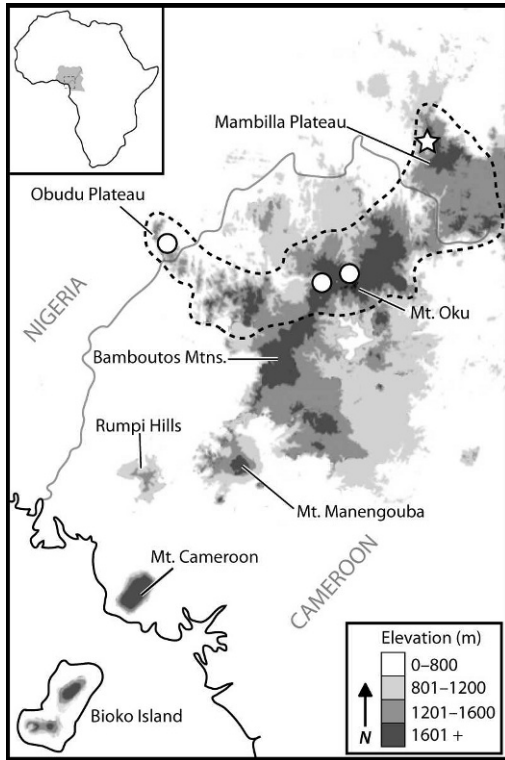 Mambilla Plateau
Obudu Plateau
NIGERIA
Mt. Oku
Bamboutos Mtns.
Rumpi Hills
Mt. Manengouba
CAMEROON
Mt. Cameroon
Bioko Island
Elevation (m)
0–800
801–1200
1201–1600
1601 +
N